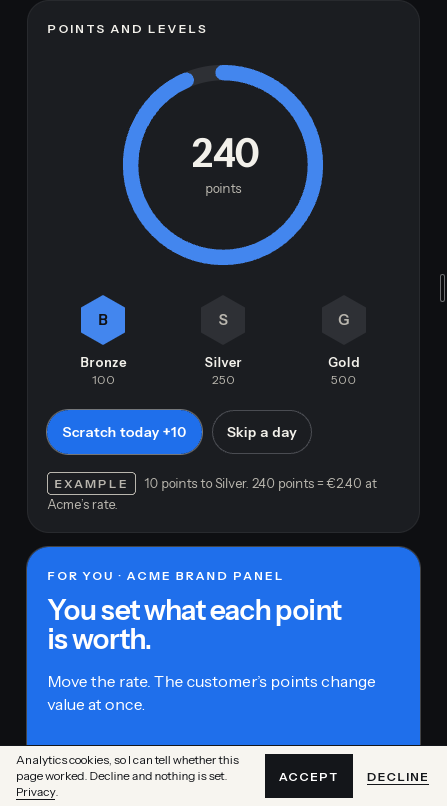 POINTS AND LEVELS
240
points
B
S
G
Bronze
Silver
Gold
100
250
500
Scratch today +10
Skip a day
EXAMPLE 10 points to Silver. 240 points = €2.40 at
Acme's rate.
FOR YOU · ACME BRAND PANEL
You set what each point
is worth.
Move the rate. The customer's points change
value at once.
Analytics cookies, so I can tell whether this
page worked. Decline and nothing is set.
Privacy.
ACCEPT
DECLINE